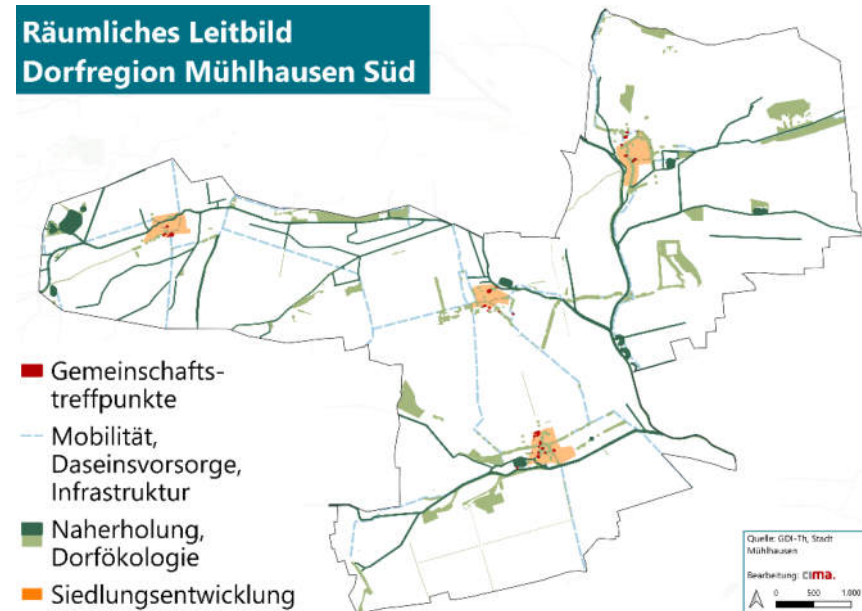 Räumliches Leitbild
Dorfregion Mühlhausen Süd
Gemeinschafts-
treffpunkte
Mobilität,
Daseinsvorsorge,
Infrastruktur
Naherholung,
Dorfökologie
Siedlungsentwicklung
Quelle: GDI-Th, Stadt
Mühlhausen
Bearbeitung: cima.
0 500 1.000